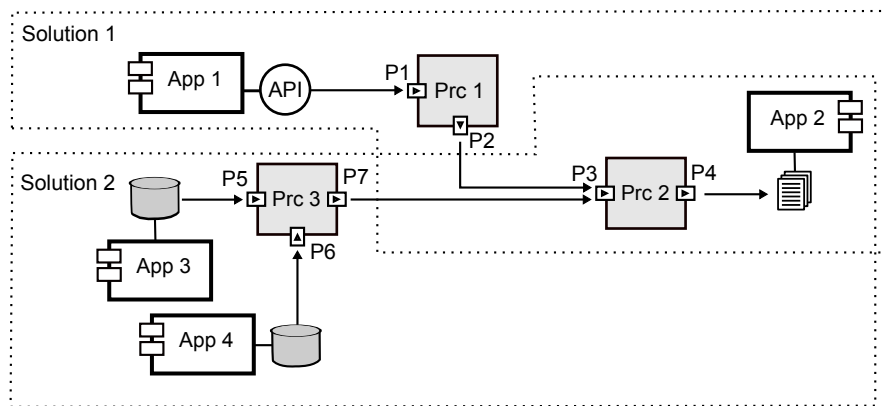 Solution 1
App 1
API
P1
Prc 1
P2
App 2
Solution 2
P5
Prc 3
P7
P3
Prc 2
P4
P6
App 3
App 4